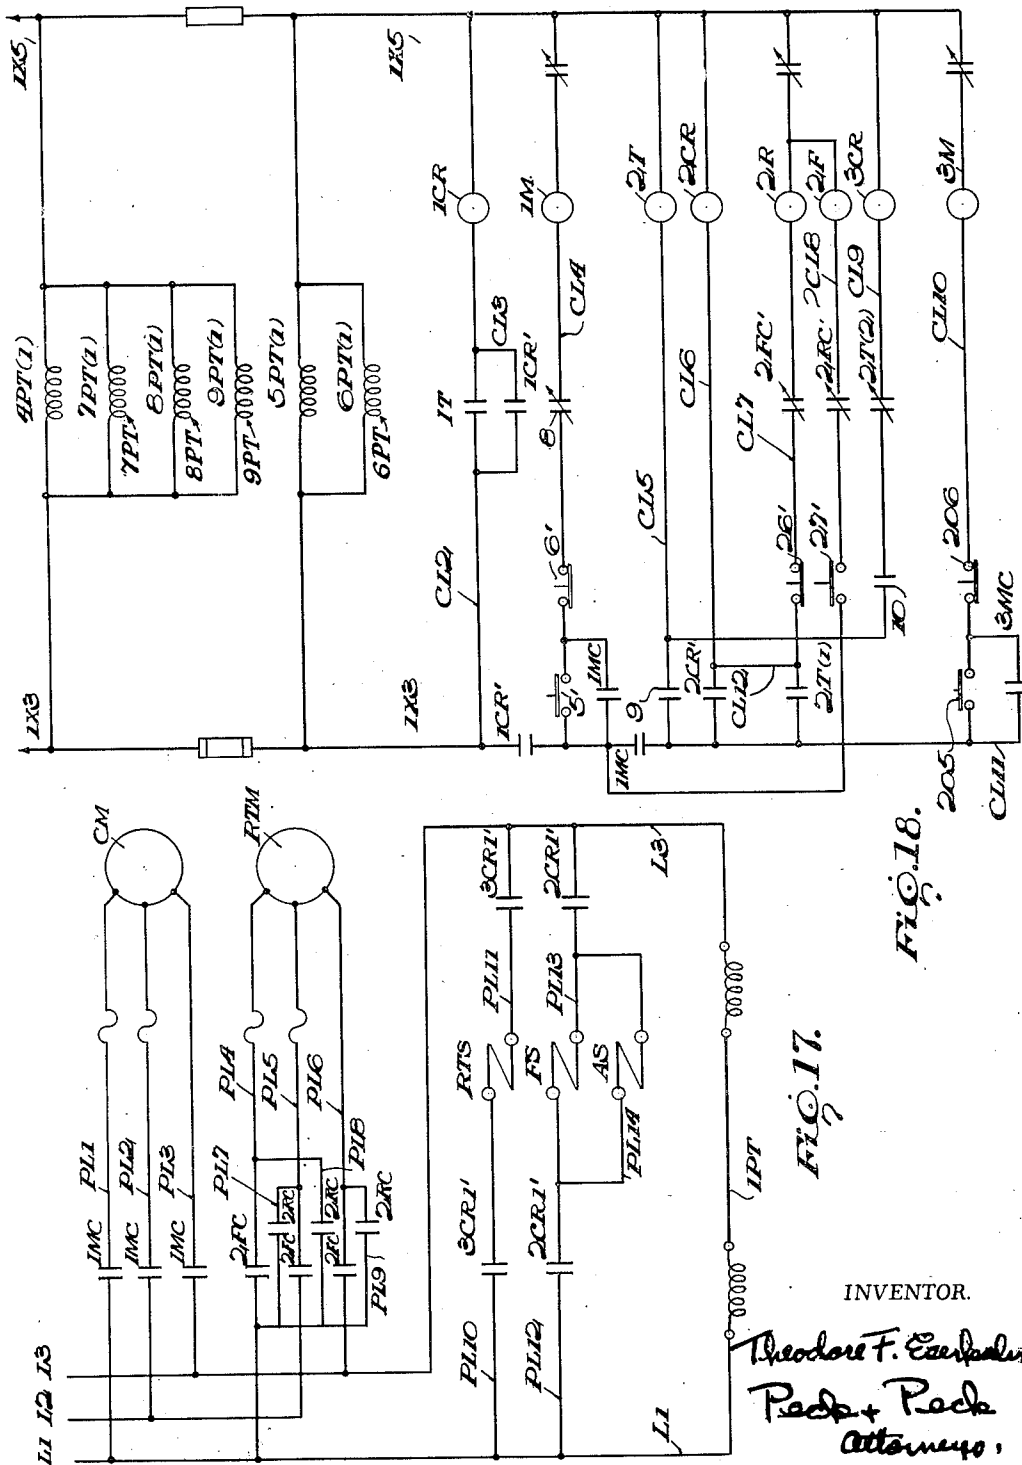 1X5
4PT(1)
7PT(1)
7PT
8PT(1)
8PT
9PT(1)
9PT
5PT(1)
6PT(1)
6PT
1X3
1X5
1X3
1CR
1T
CL3
1CR'
CL2
1CR'
1M
CL4
8
6'
5'
1MC
1MC
2T
CL5
9
2CR
CL6
2CR'
CL12
2R
2FC'
CL7
26'
2T(1)
2F
2CL8
2RC'
27'
3CR
CL9
2T(2)
10
3M
CL10
206
205
3MC
CL11
Fig.18.
CM
PL1
1MC
PL2
1MC
PL3
1MC
RTM
PL4
PL5
PL6
PL7
PL8
PL9
2FC
2FC
2FC
2RC
2RC
2RC
L1 L2 L3
3CR1'
PL11
RTS
3CR1'
PL10
2CR1'
PL13
FS
2CR1'
PL12
AS
PL14
L3
L1
1PT
Fig.17.
INVENTOR.
Theodore F.
Peck & Peck
Attorneys.